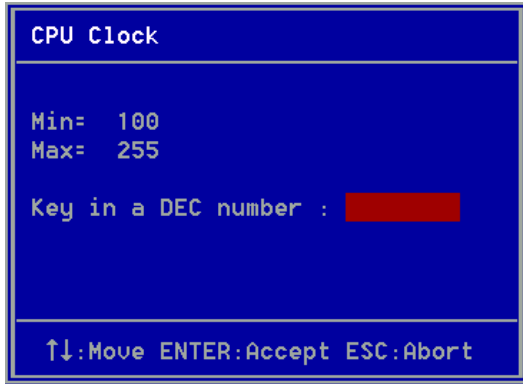 CPU Clock
Min= 100
Max= 255
Key in a DEC number :
↑↓:Move ENTER:Accept ESC:Abort